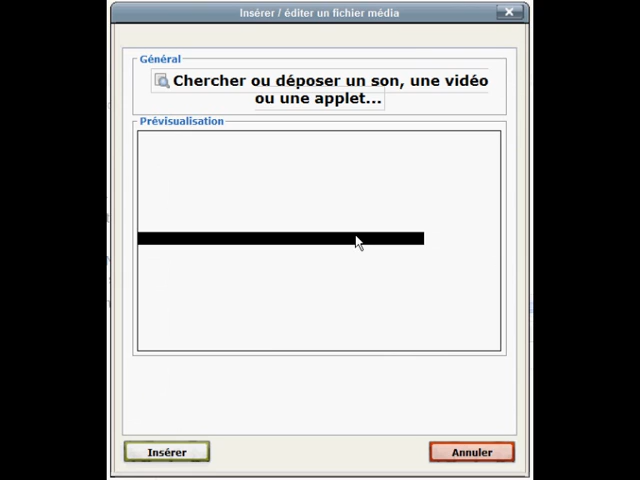 Insérer / éditer un fichier média
Général
Chercher ou déposer un son, une vidéo
ou une applet...
Prévisualisation
Insérer
Annuler